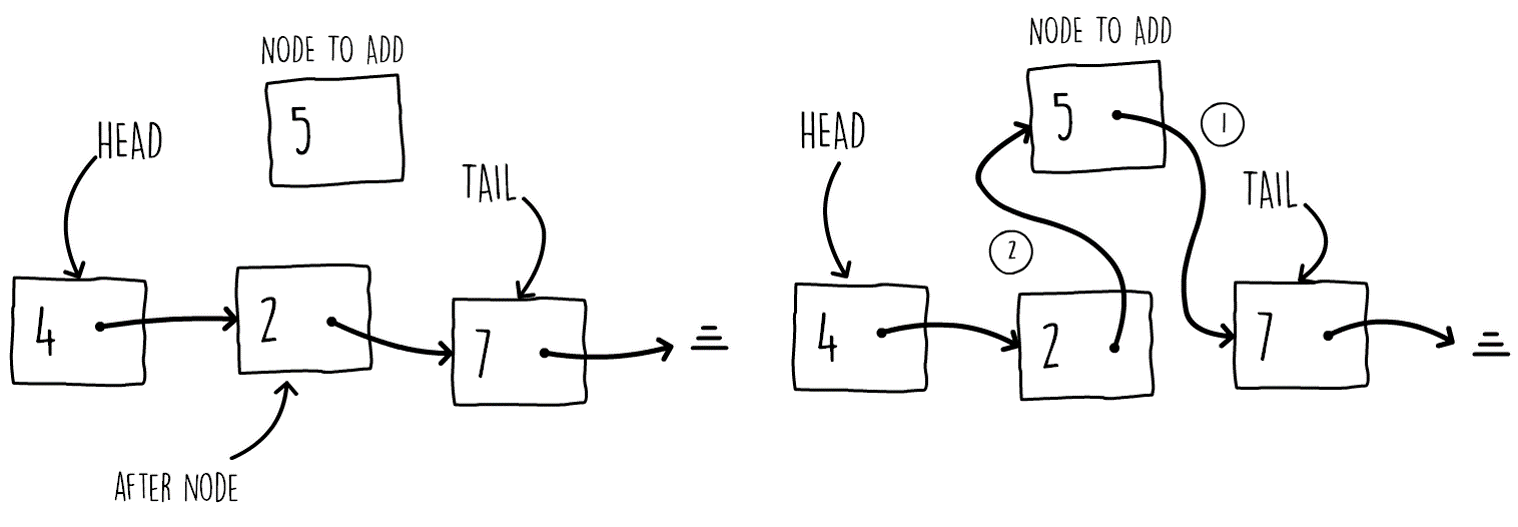 NODE TO ADD
5
HEAD
TAIL
4
2
7
AFTER NODE
NODE TO ADD
5
1
HEAD
TAIL
2
4
2
7